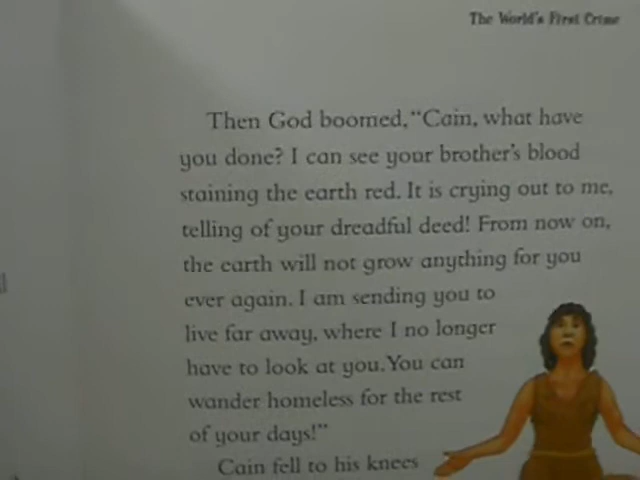 The World's First Crime
Then God boomed, "Cain, what have
you done? I can see your brother's blood
staining the earth red. It is crying out to me,
telling of your dreadful deed! From now on,
the earth will not grow anything for you
ever again. I am sending you to
live far away, where I no longer
have to look at you. You can
wander homeless for the rest
of your days!"
Cain fell to his knees